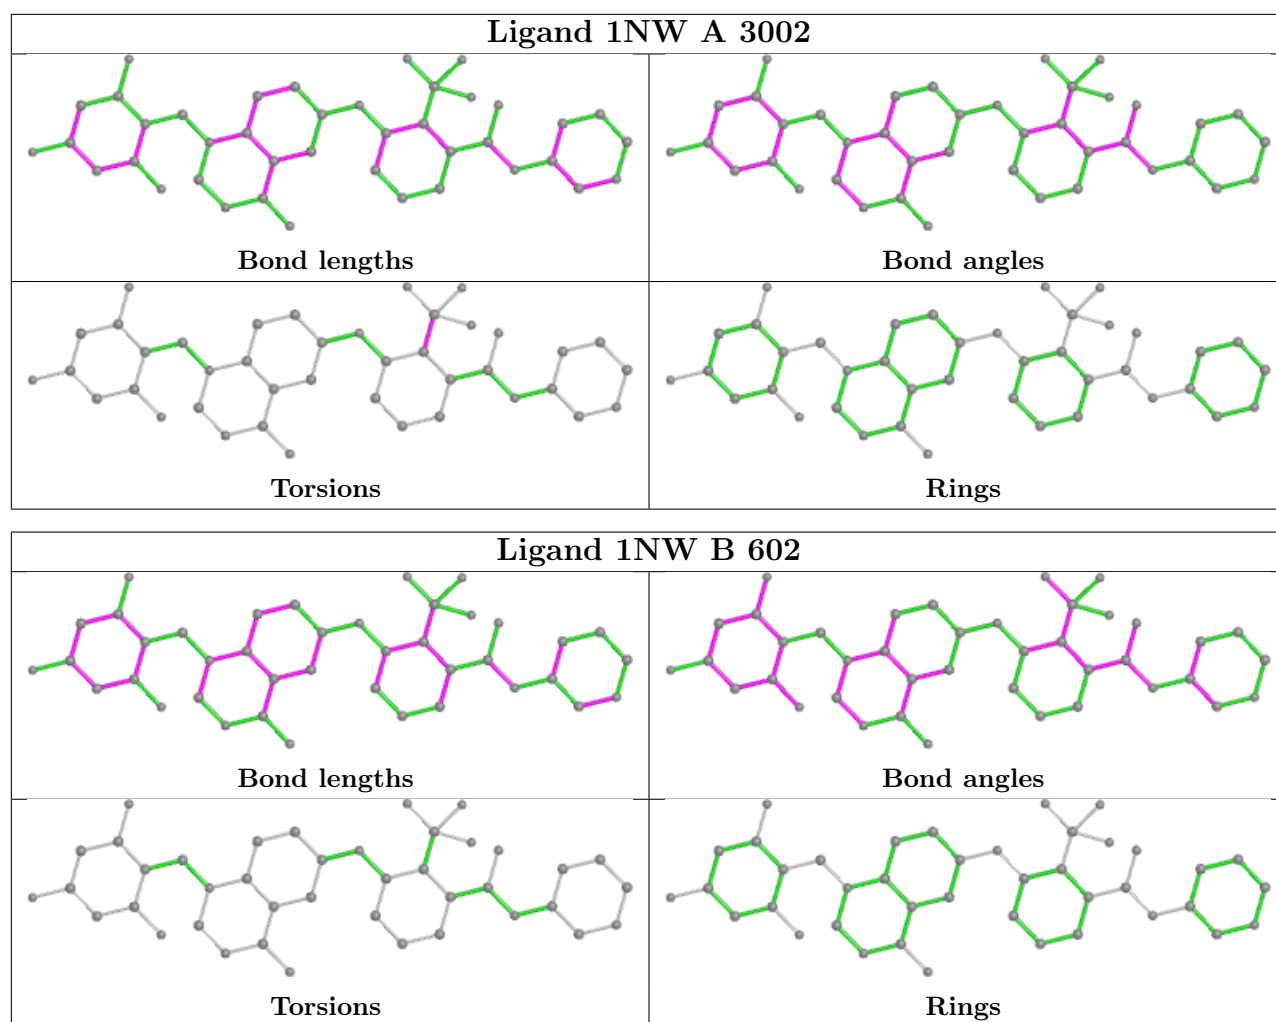 Ligand 1NW A 3002
Bond lengths
Bond angles
Torsions
Rings
Ligand 1NW B 602
Bond lengths
Bond angles
Torsions
Rings